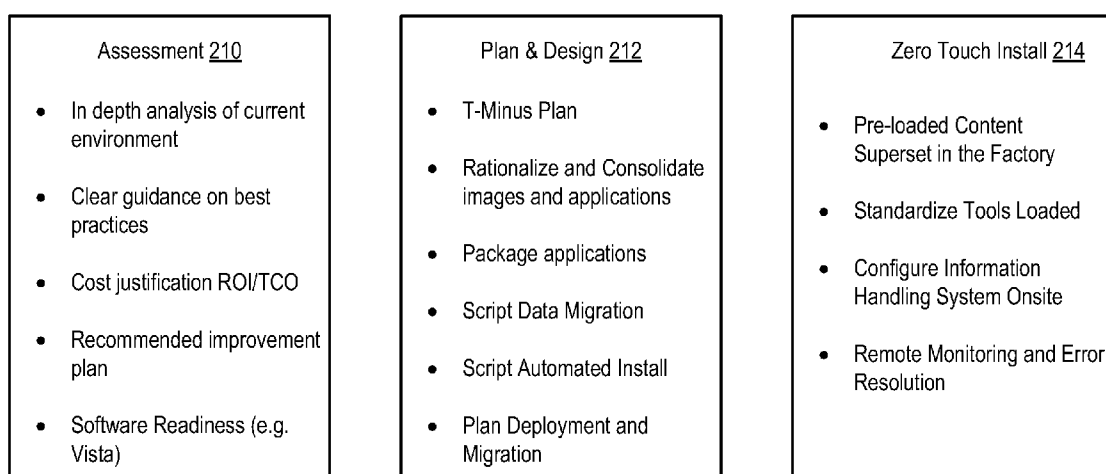 Assessment 210
In depth analysis of current
environment
Clear guidance on best
practices
Cost justification ROI/TCO
Recommended improvement
plan
Software Readiness (e.g.
Vista)
Plan & Design 212
T-Minus Plan
Rationalize and Consolidate
images and applications
Package applications
Script Data Migration
Script Automated Install
Plan Deployment and
Migration
Zero Touch Install 214
Pre-loaded Content
Superset in the Factory
Standardize Tools Loaded
Configure Information
Handling System Onsite
Remote Monitoring and Error
Resolution